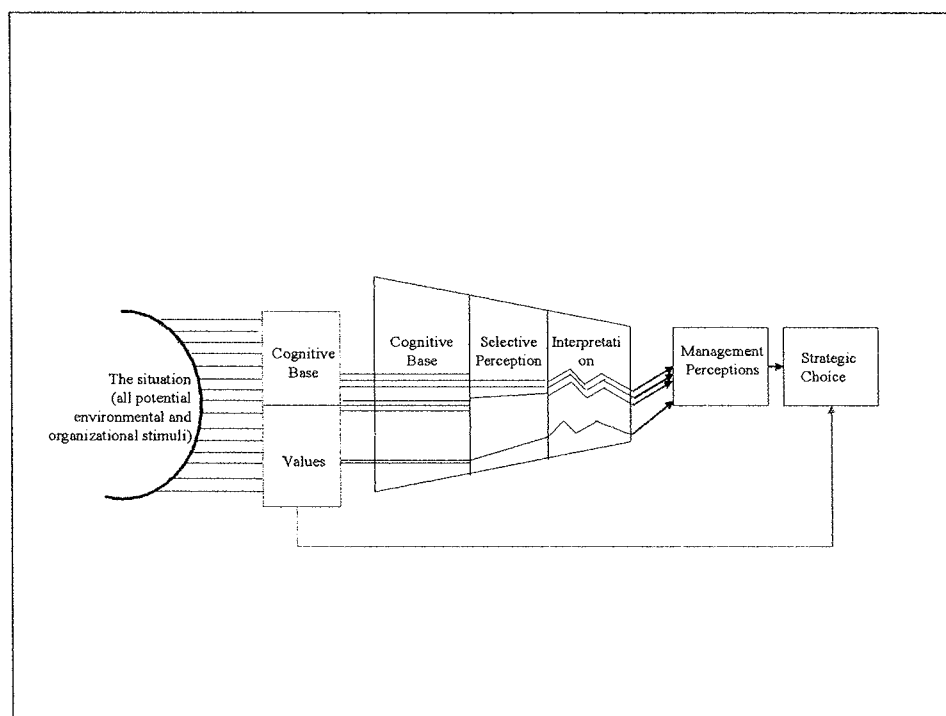 The situation
(all potential
environmental and
organizational stimuli)
Cognitive
Base
Values
Cognitive
Base
Selective
Perception
Interpretati
on
Management
Perceptions
Strategic
Choice